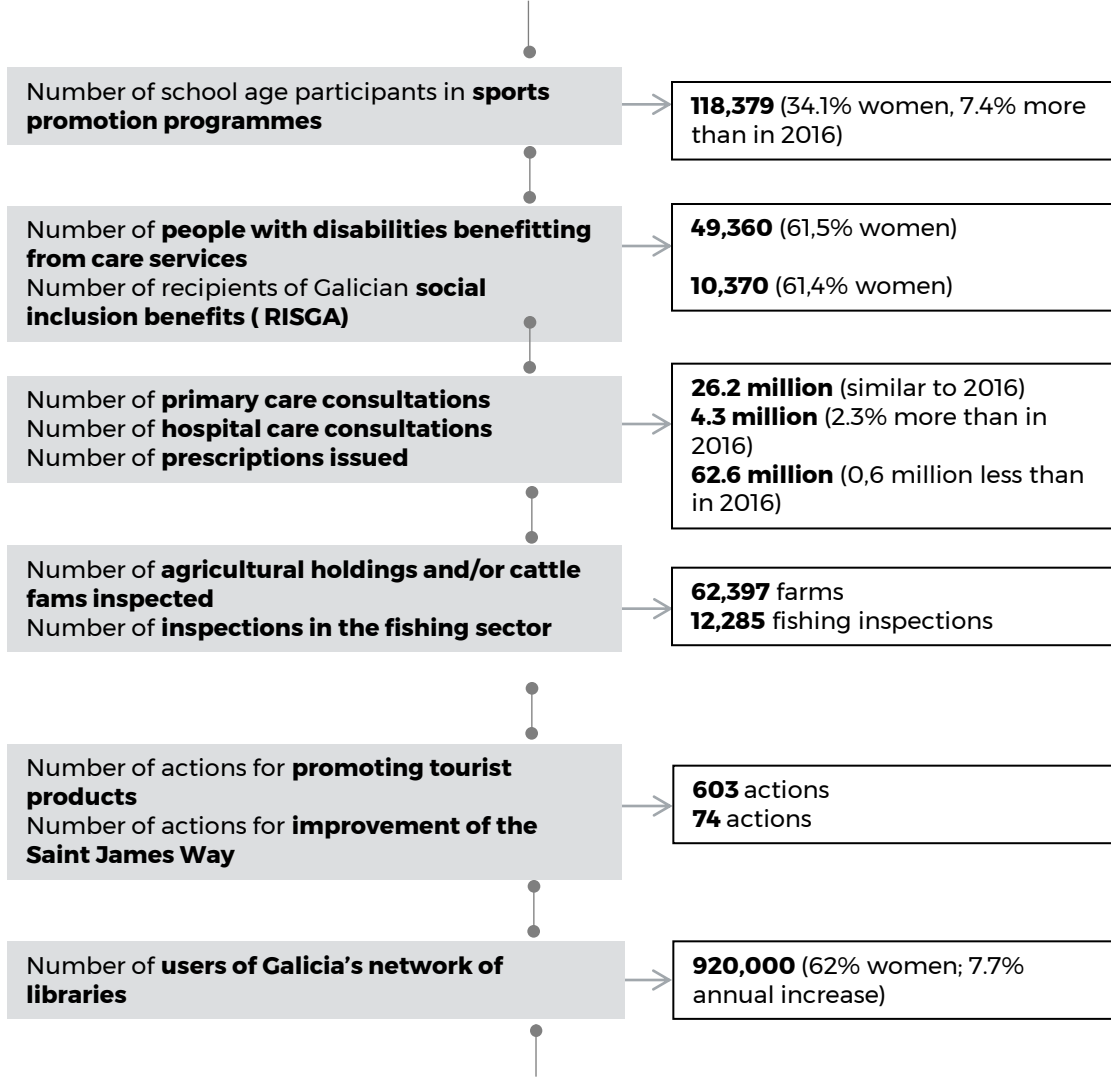 Number of school age participants in sports
promotion programmes
118,379 (34.1% women, 7.4% more
than in 2016)
Number of people with disabilities benefitting
from care services
Number of recipients of Galician social
inclusion benefits ( RISGA)
49,360 (61,5% women)
10,370 (61,4% women)
Number of primary care consultations
Number of hospital care consultations
Number of prescriptions issued
26.2 million (similar to 2016)
4.3 million (2.3% more than in
2016)
62.6 million (0,6 million less than
in 2016)
Number of agricultural holdings and/or cattle
fams inspected
Number of inspections in the fishing sector
62,397 farms
12,285 fishing inspections
Number of actions for promoting tourist
products
Number of actions for improvement of the
Saint James Way
603 actions
74 actions
Number of users of Galicia’s network of
libraries
920,000 (62% women; 7.7%
annual increase)